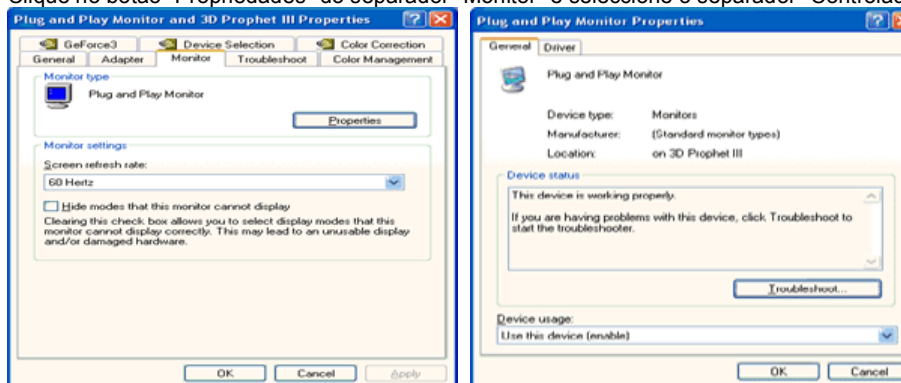 Clique no botão "Propriedades" do separador "Monitor" e seleccione o separador "Controlad
Plug and Play Monitor and 3D Prophet III Properties
GeForce3 Device Selection Color Correction
General Adapter Monitor Troubleshoot Color Management
Monitor type
Plug and Play Monitor
Properties
Monitor settings
Screen refresh rate:
60 Hertz
Hide modes that this monitor cannot display
Clearing this check box allows you to select display modes that this
monitor cannot display correctly. This may lead to an unusable display
and/or damaged hardware.
OK Cancel Apply
Plug and Play Monitor Properties
General Driver
Plug and Play Monitor
Device type: Monitors
Manufacturer: (Standard monitor types)
Location: on 3D Prophet III
Device status
This device is working properly.
If you are having problems with this device, click Troubleshoot to
start the troubleshooter.
Troubleshoot...
Device usage:
Use this device (enable)
OK Cancel